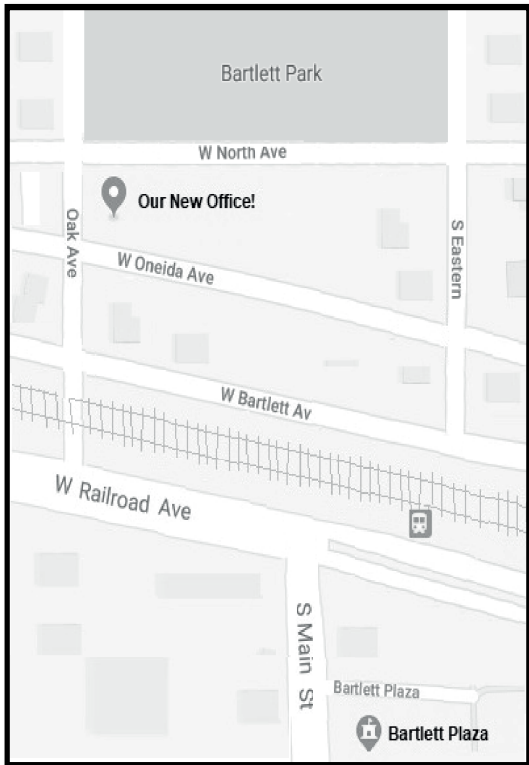 Bartlett Park
W North Ave
Our New Office!
Oak Ave
S Eastern
W Oneida Ave
W Bartlett Av
W Railroad Ave
S Main St
Bartlett Plaza
Bartlett Plaza